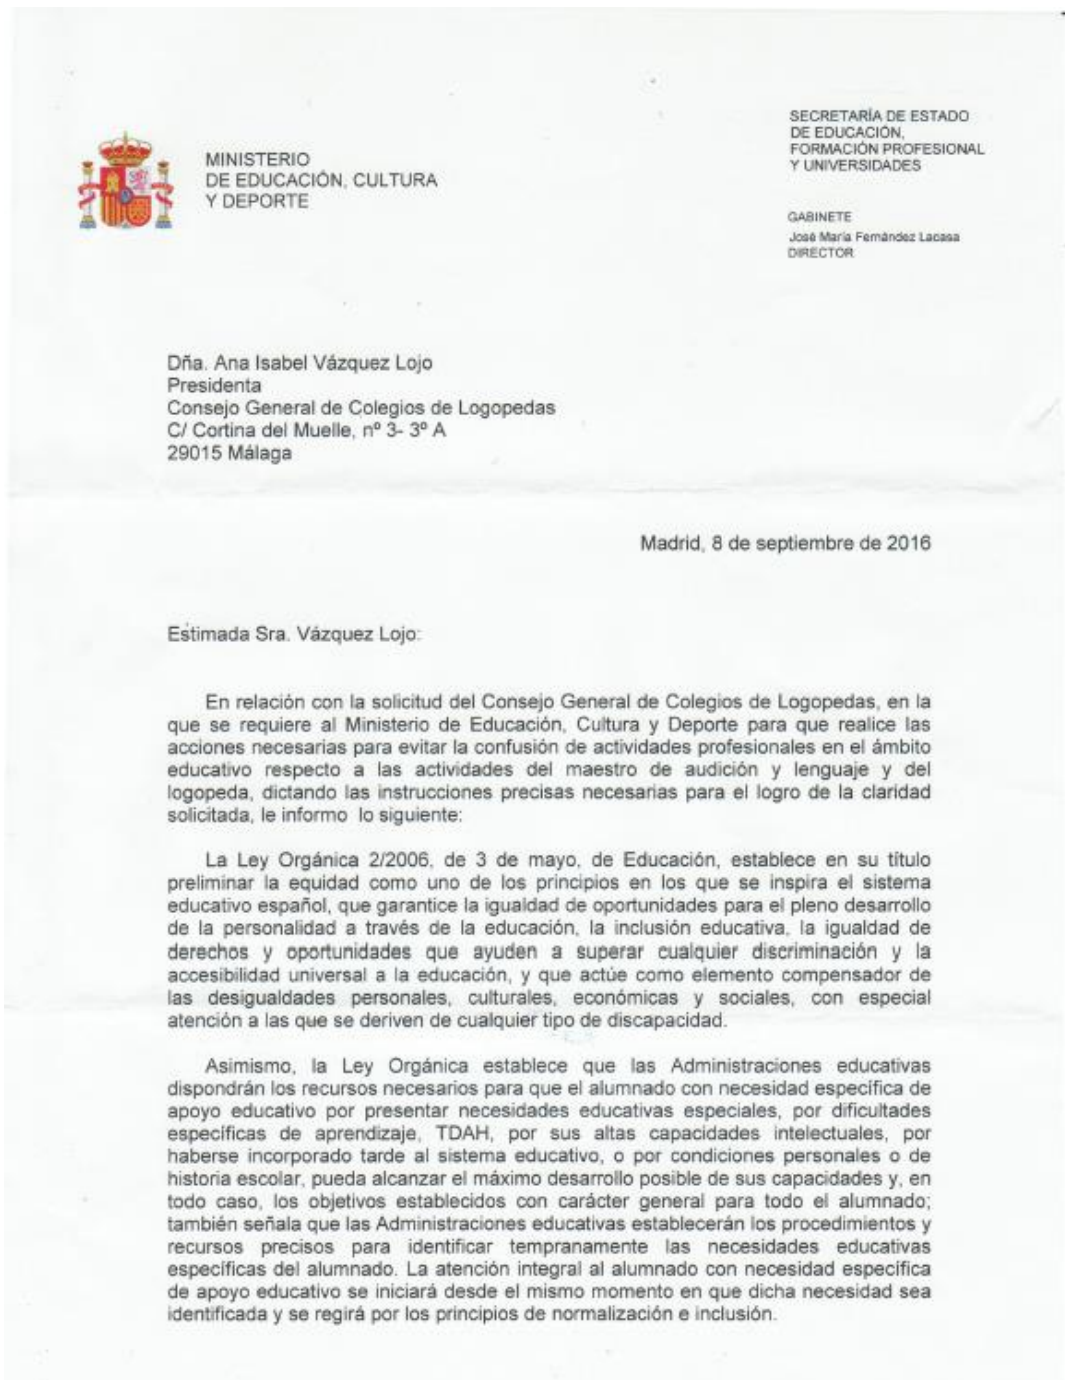 SECRETARÍA DE ESTADO
DE EDUCACIÓN,
FORMACIÓN PROFESIONAL
Y UNIVERSIDADES
MINISTERIO
DE EDUCACIÓN, CULTURA
Y DEPORTE
GABINETE
José María Fernández Lacasa
DIRECTOR
Dña. Ana Isabel Vázquez Lojo
Presidenta
Consejo General de Colegios de Logopedas
C/ Cortina del Muelle, nº 3- 3º A
29015 Málaga
Madrid, 8 de septiembre de 2016
Estimada Sra. Vázquez Lojo:
En relación con la solicitud del Consejo General de Colegios de Logopedas, en la
que se requiere al Ministerio de Educación, Cultura y Deporte para que realice las
acciones necesarias para evitar la confusión de actividades profesionales en el ámbito
educativo respecto a las actividades del maestro de audición y lenguaje y del
logopeda, dictando las instrucciones precisas necesarias para el logro de la claridad
solicitada, le informo lo siguiente:
La Ley Orgánica 2/2006, de 3 de mayo, de Educación, establece en su título
preliminar la equidad como uno de los principios en los que se inspira el sistema
educativo español, que garantice la igualdad de oportunidades para el pleno desarrollo
de la personalidad a través de la educación, la inclusión educativa, la igualdad de
derechos y oportunidades que ayuden a superar cualquier discriminación y la
accesibilidad universal a la educación, y que actúe como elemento compensador de
las desigualdades personales, culturales, económicas y sociales, con especial
atención a las que se deriven de cualquier tipo de discapacidad.
Asimismo, la Ley Orgánica establece que las Administraciones educativas
dispondrán los recursos necesarios para que el alumnado con necesidad específica de
apoyo educativo por presentar necesidades educativas especiales, por dificultades
específicas de aprendizaje, TDAH, por sus altas capacidades intelectuales, por
haberse incorporado tarde al sistema educativo, o por condiciones personales o de
historia escolar, pueda alcanzar el máximo desarrollo posible de sus capacidades y, en
todo caso, los objetivos establecidos con carácter general para todo el alumnado;
también señala que las Administraciones educativas establecerán los procedimientos y
recursos precisos para identificar tempranamente las necesidades educativas
específicas del alumnado. La atención integral al alumnado con necesidad específica
de apoyo educativo se iniciará desde el mismo momento en que dicha necesidad sea
identificada y se regirá por los principios de normalización e inclusión.